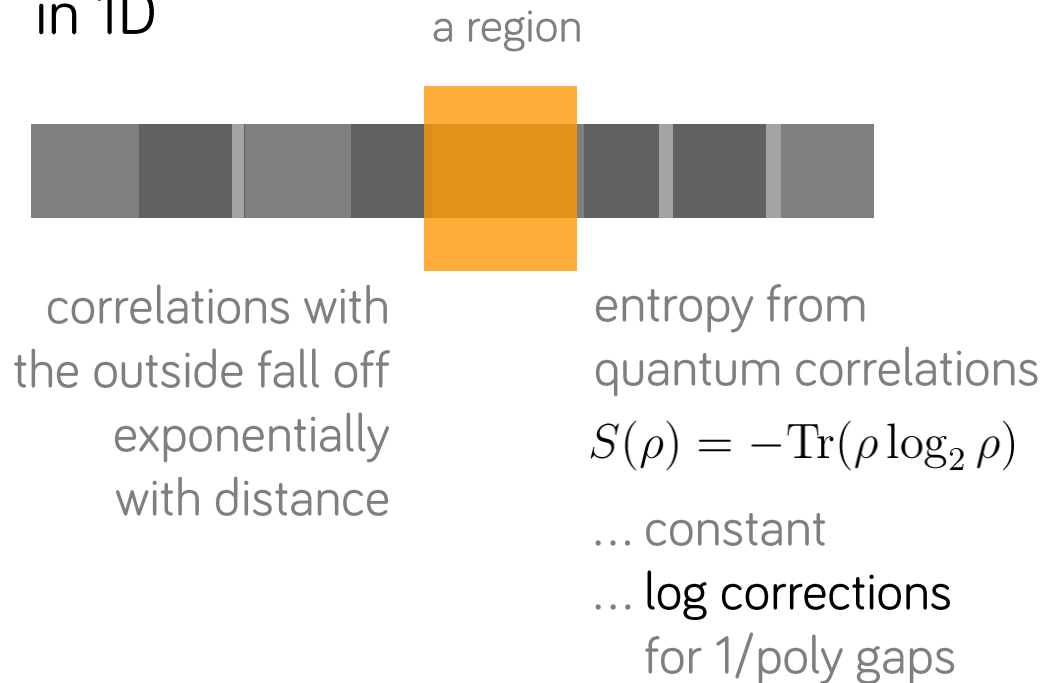 in 1D
a region
correlations with
the outside fall off
exponentially
with distance
entropy from
quantum correlations
S(ρ) = −Tr(ρ log₂ ρ)
... constant
... log corrections
for 1/poly gaps